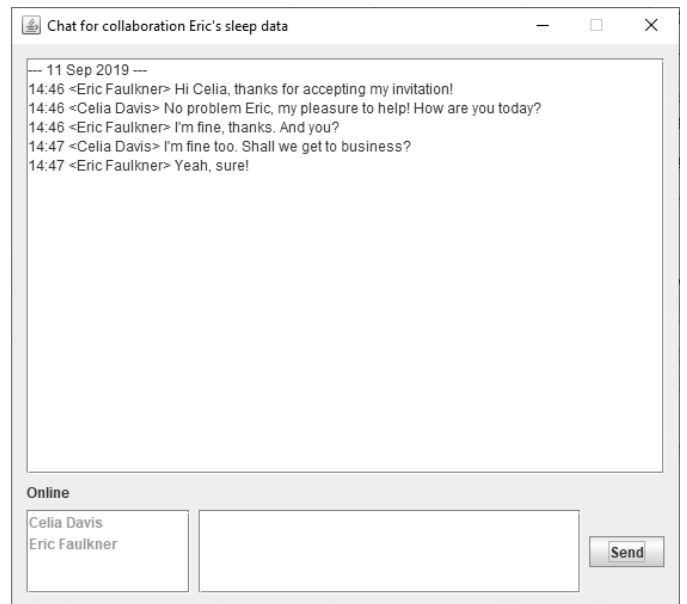 Chat for collaboration Eric's sleep data
--- 11 Sep 2019 ---
14:46 <Eric Faulkner> Hi Celia, thanks for accepting my invitation!
14:46 <Celia Davis> No problem Eric, my pleasure to help! How are you today?
14:46 <Eric Faulkner> I'm fine, thanks. And you?
14:47 <Celia Davis> I'm fine too. Shall we get to business?
14:47 <Eric Faulkner> Yeah, sure!
Online
Celia Davis
Eric Faulkner
Send